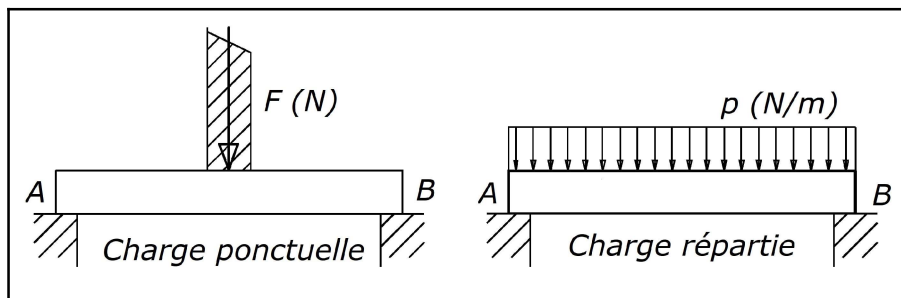 F (N)
A
B
Charge ponctuelle
p (N/m)
A
B
Charge répartie